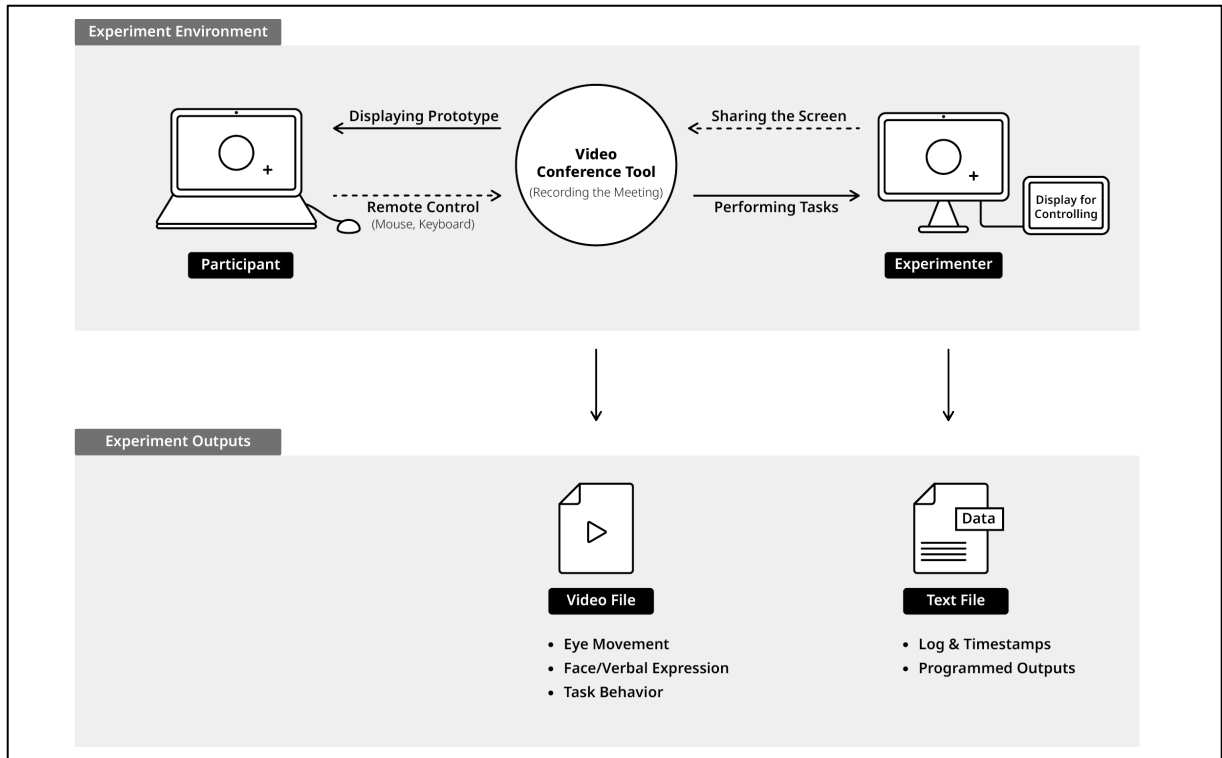 Experiment Environment
Displaying Prototype
Sharing the Screen
Video
Conference Tool
(Recording the Meeting)
Remote Control
(Mouse, Keyboard)
Performing Tasks
Display for
Controlling
Participant
Experimenter
Experiment Outputs
Data
Video File
Text File
• Eye Movement
• Face/Verbal Expression
• Task Behavior
• Log & Timestamps
• Programmed Outputs